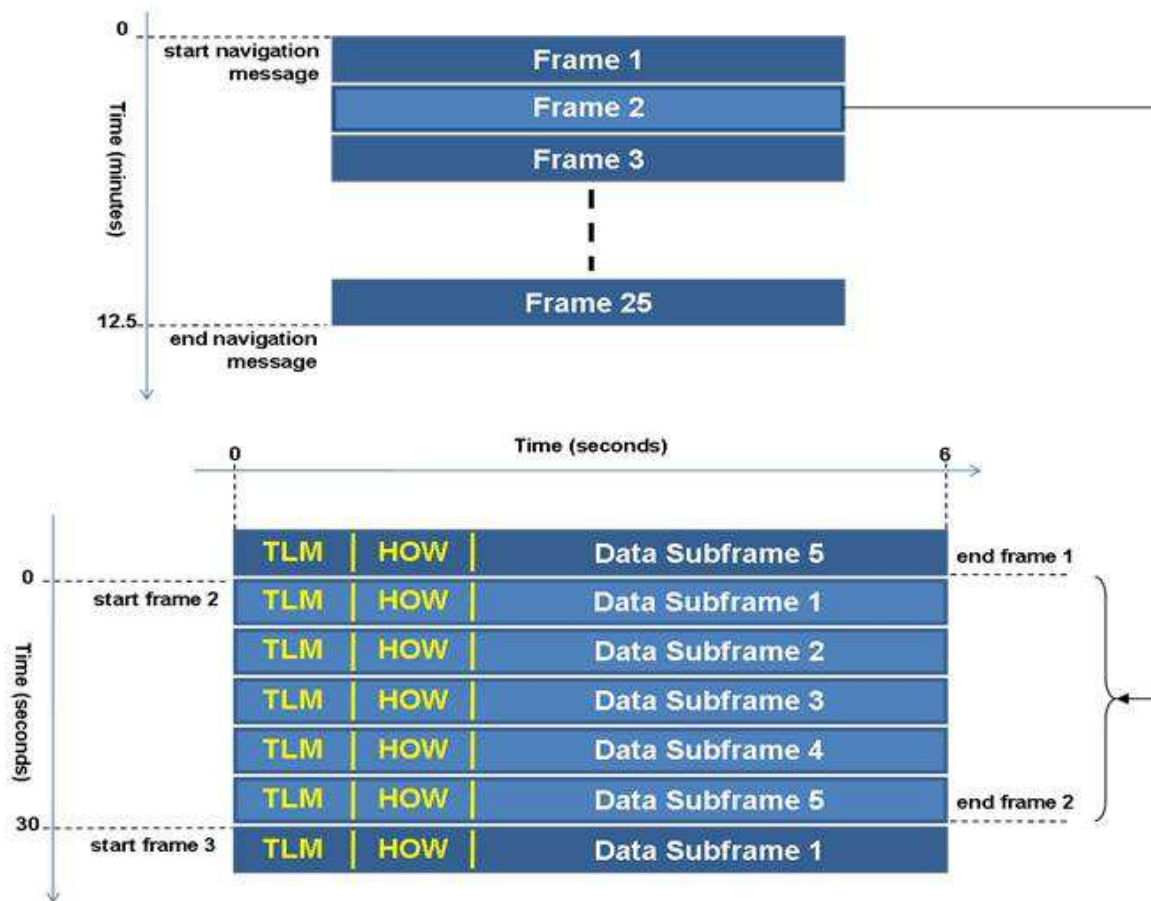 0
start navigation
message
Frame 1
Frame 2
Frame 3
Time (minutes)
Frame 25
12.5
end navigation
message
Time (seconds)
0
6
TLM | HOW | Data Subframe 5
end frame 1
0
start frame 2
TLM | HOW | Data Subframe 1
TLM | HOW | Data Subframe 2
TLM | HOW | Data Subframe 3
Time (seconds)
TLM | HOW | Data Subframe 4
TLM | HOW | Data Subframe 5
end frame 2
30
start frame 3
TLM | HOW | Data Subframe 1